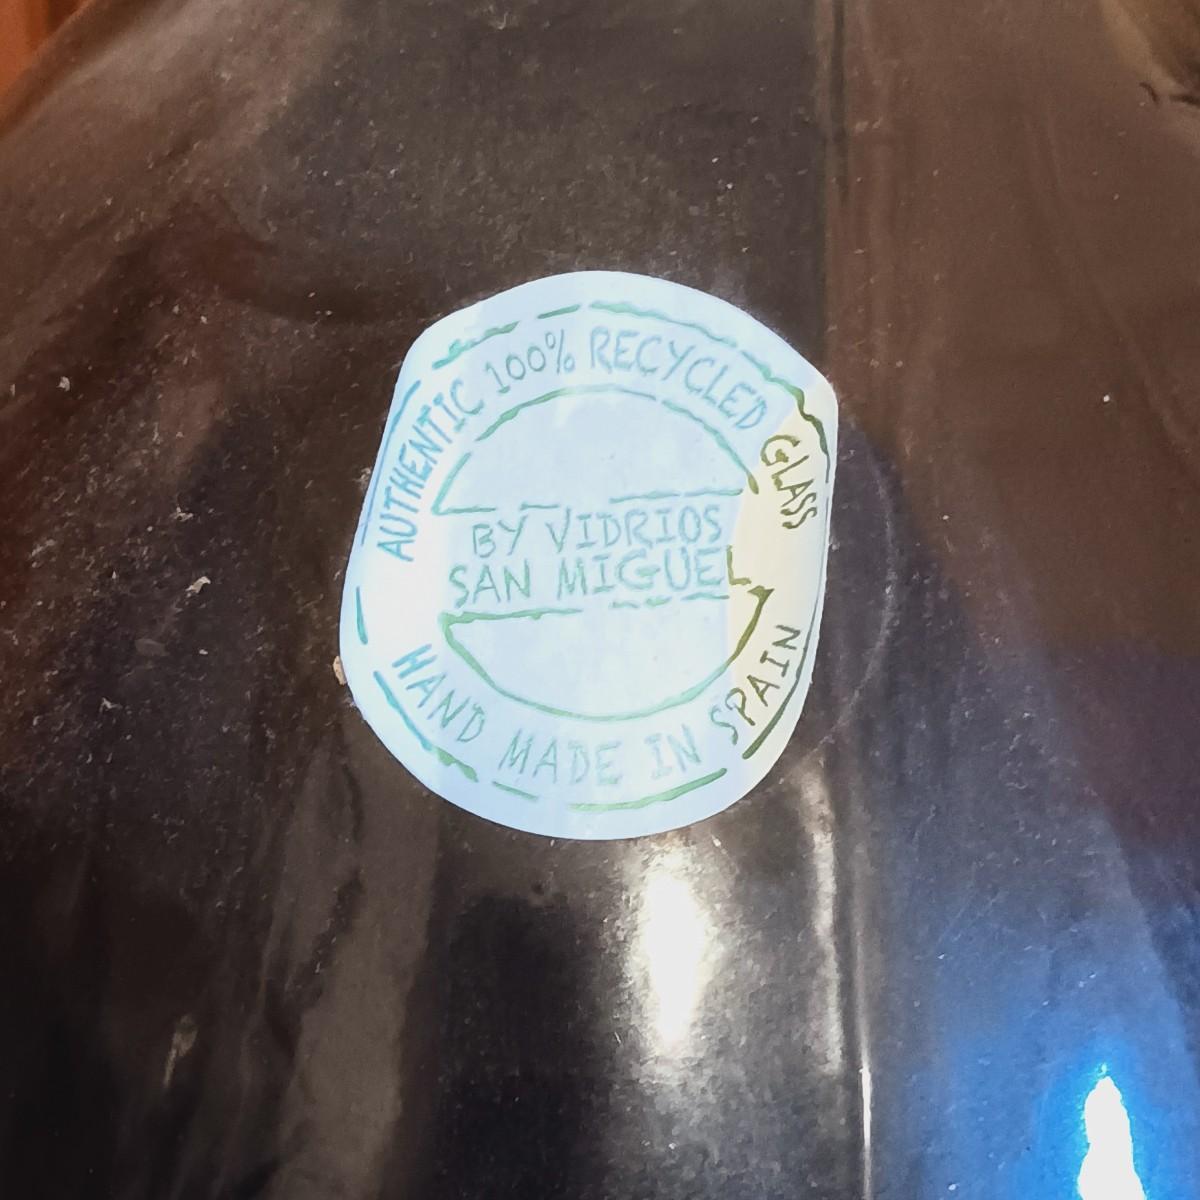 AUTHENTIC 100% RECYCLED GLASS
BY VIDRIOS
SAN MIGUEL
HAND MADE IN SPAIN